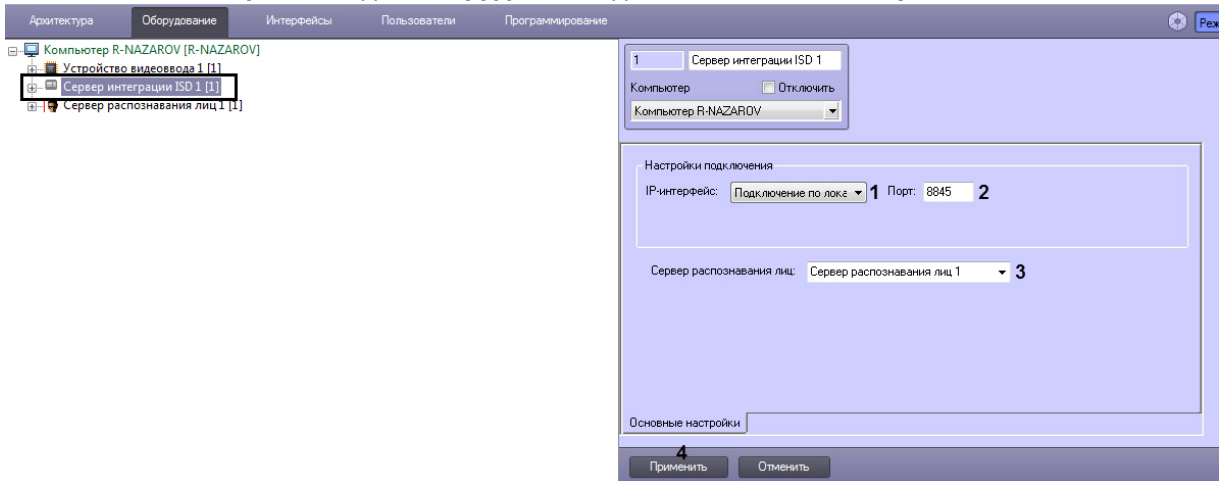 Архитектура Оборудование Интерфейсы Пользователи Программирование Реж
Компьютер R-NAZAROV [R-NAZAROV]
Устройство видеоввода 1 [1]
Сервер интеграции ISD 1 [1]
Сервер распознавания лиц 1 [1]
1 Сервер интеграции ISD 1
Компьютер Отключить
Компьютер R-NAZAROV
Настройки подключения
IP-интерфейс: Подключение по лока 1 Порт: 8845 2
Сервер распознавания лиц: Сервер распознавания лиц 1 3
Основные настройки
4
Применить Отменить